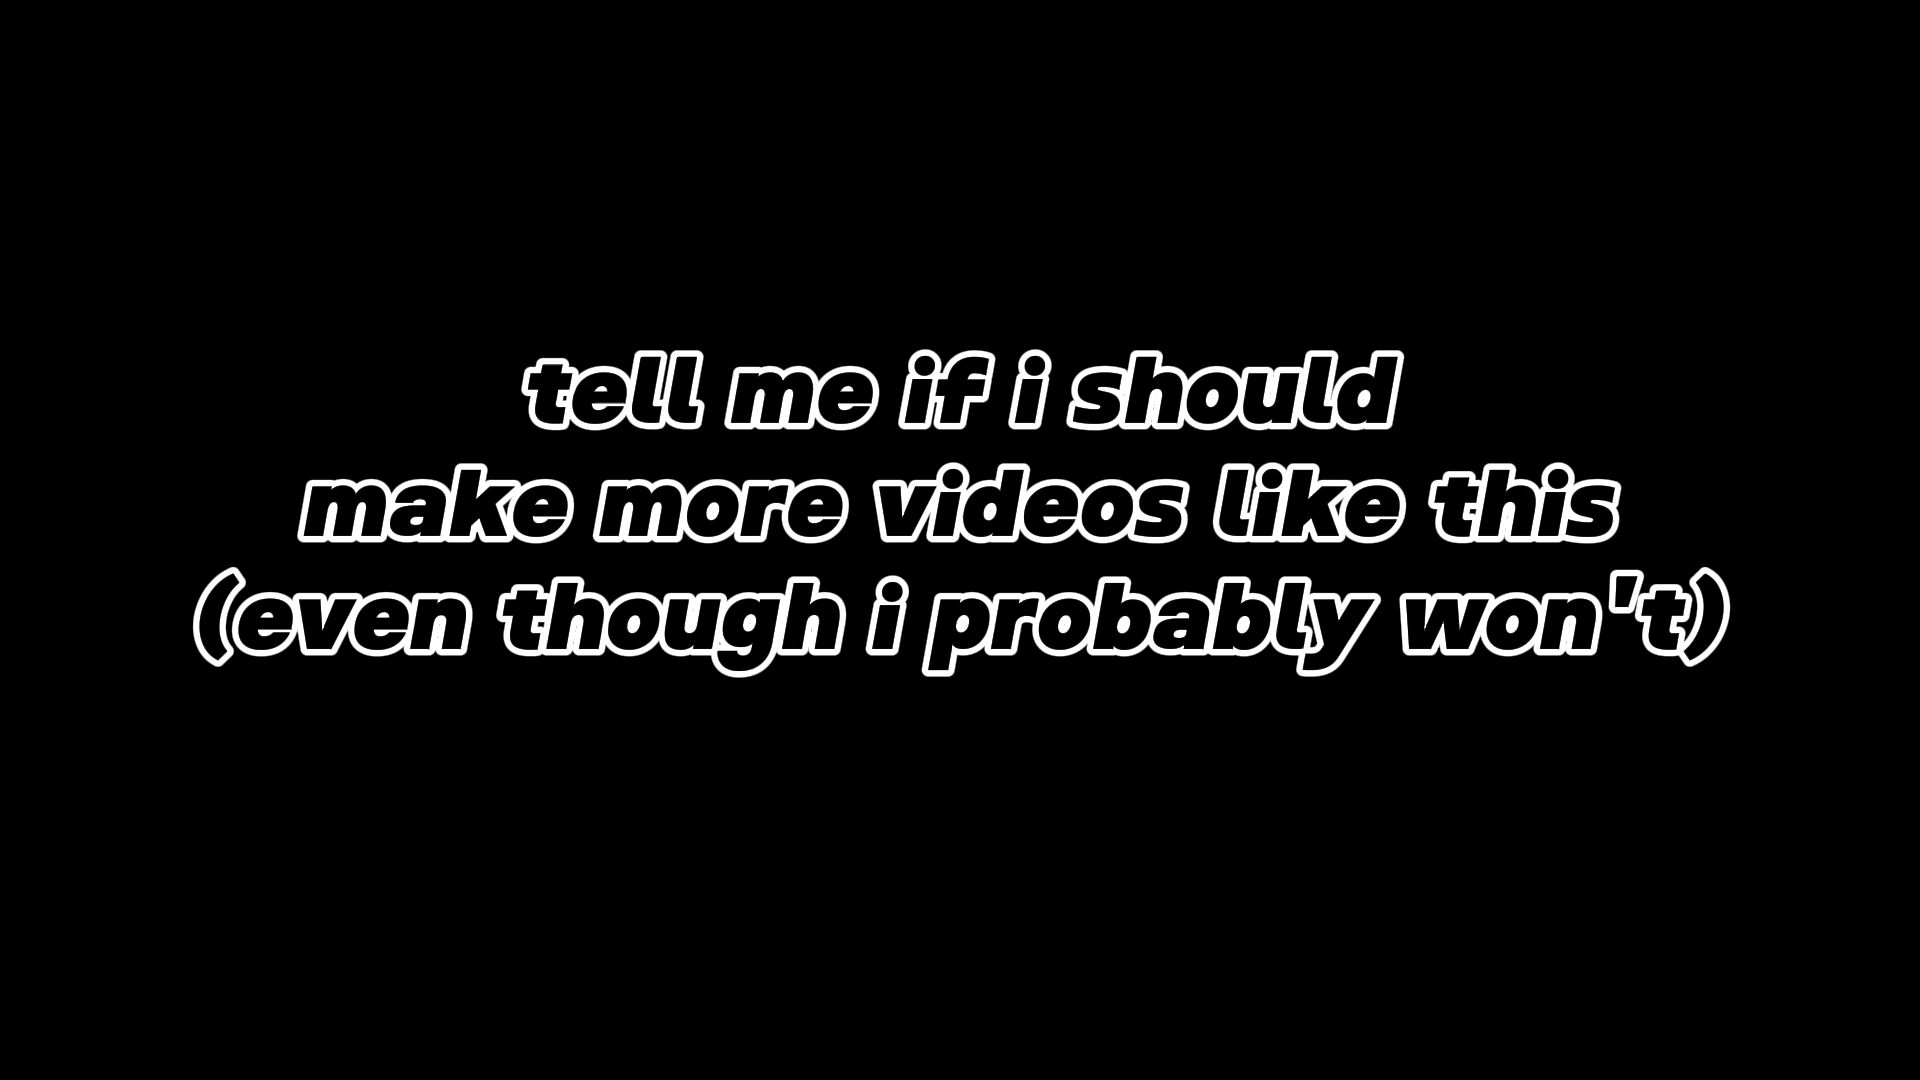 tell me if i should
make more videos like this
(even though i probably won't)